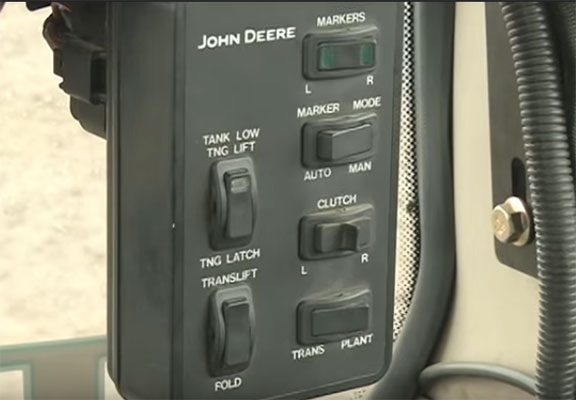 JOHN DEERE
MARKERS
L R
MARKER MODE
AUTO MAN
CLUTCH
L R
TRANS PLANT
TANK LOW
TNG LIFT
TNG LATCH
TRANSLIFT
FOLD